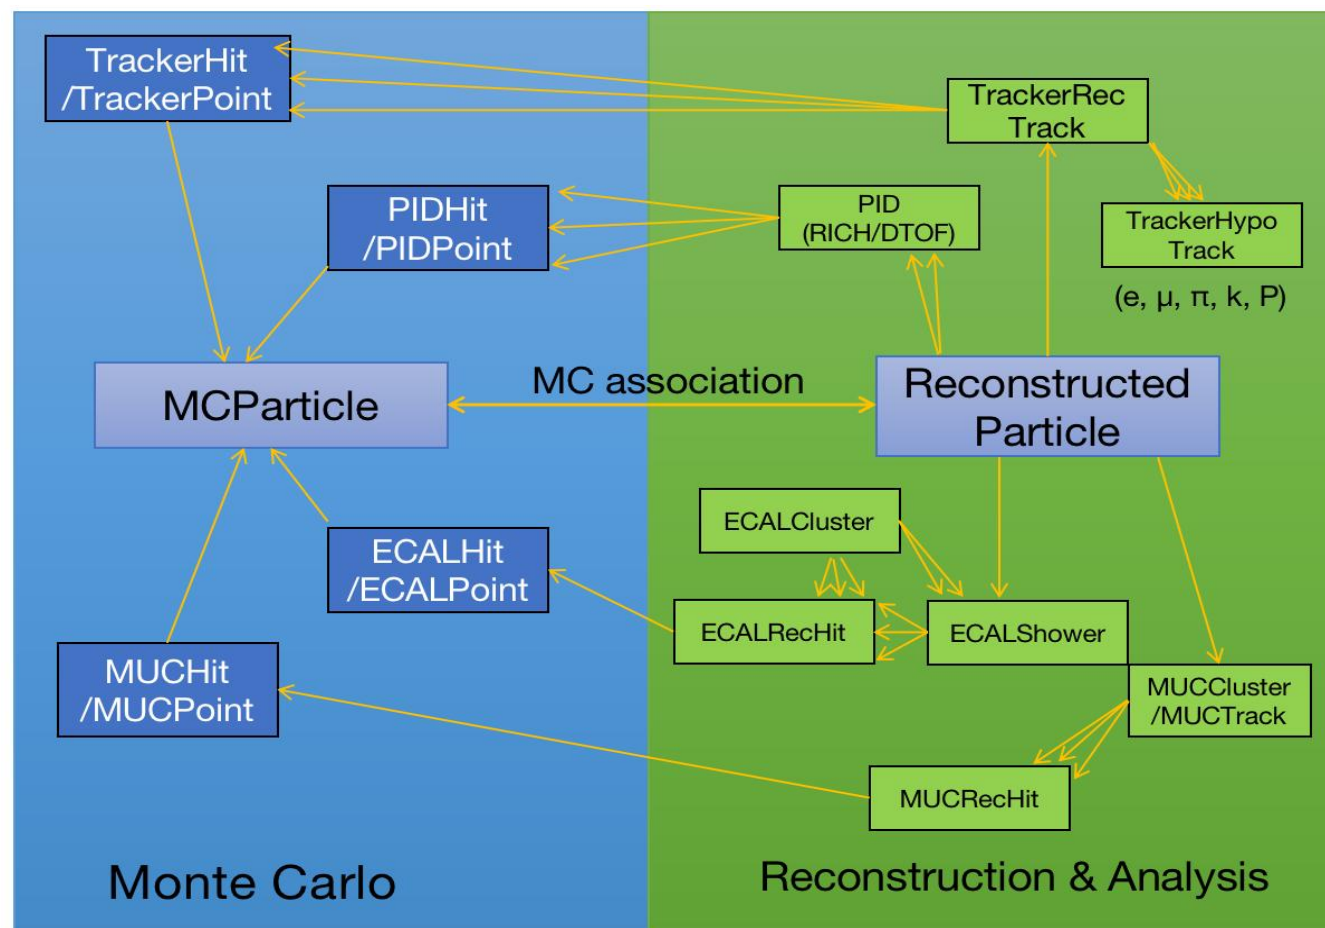 TrackerHit
/TrackerPoint
TrackerRec
Track
PIDHit
/PIDPoint
PID
(RICH/DTOF)
TrackerHypo
Track
(e, μ, π, k, P)
MCParticle
MC association
Reconstructed
Particle
ECALCluster
ECALHit
/ECALPoint
ECALRecHit
ECALShower
MUCHit
/MUCPoint
MUCCluster
/MUCTrack
MUCRecHit
Monte Carlo
Reconstruction & Analysis